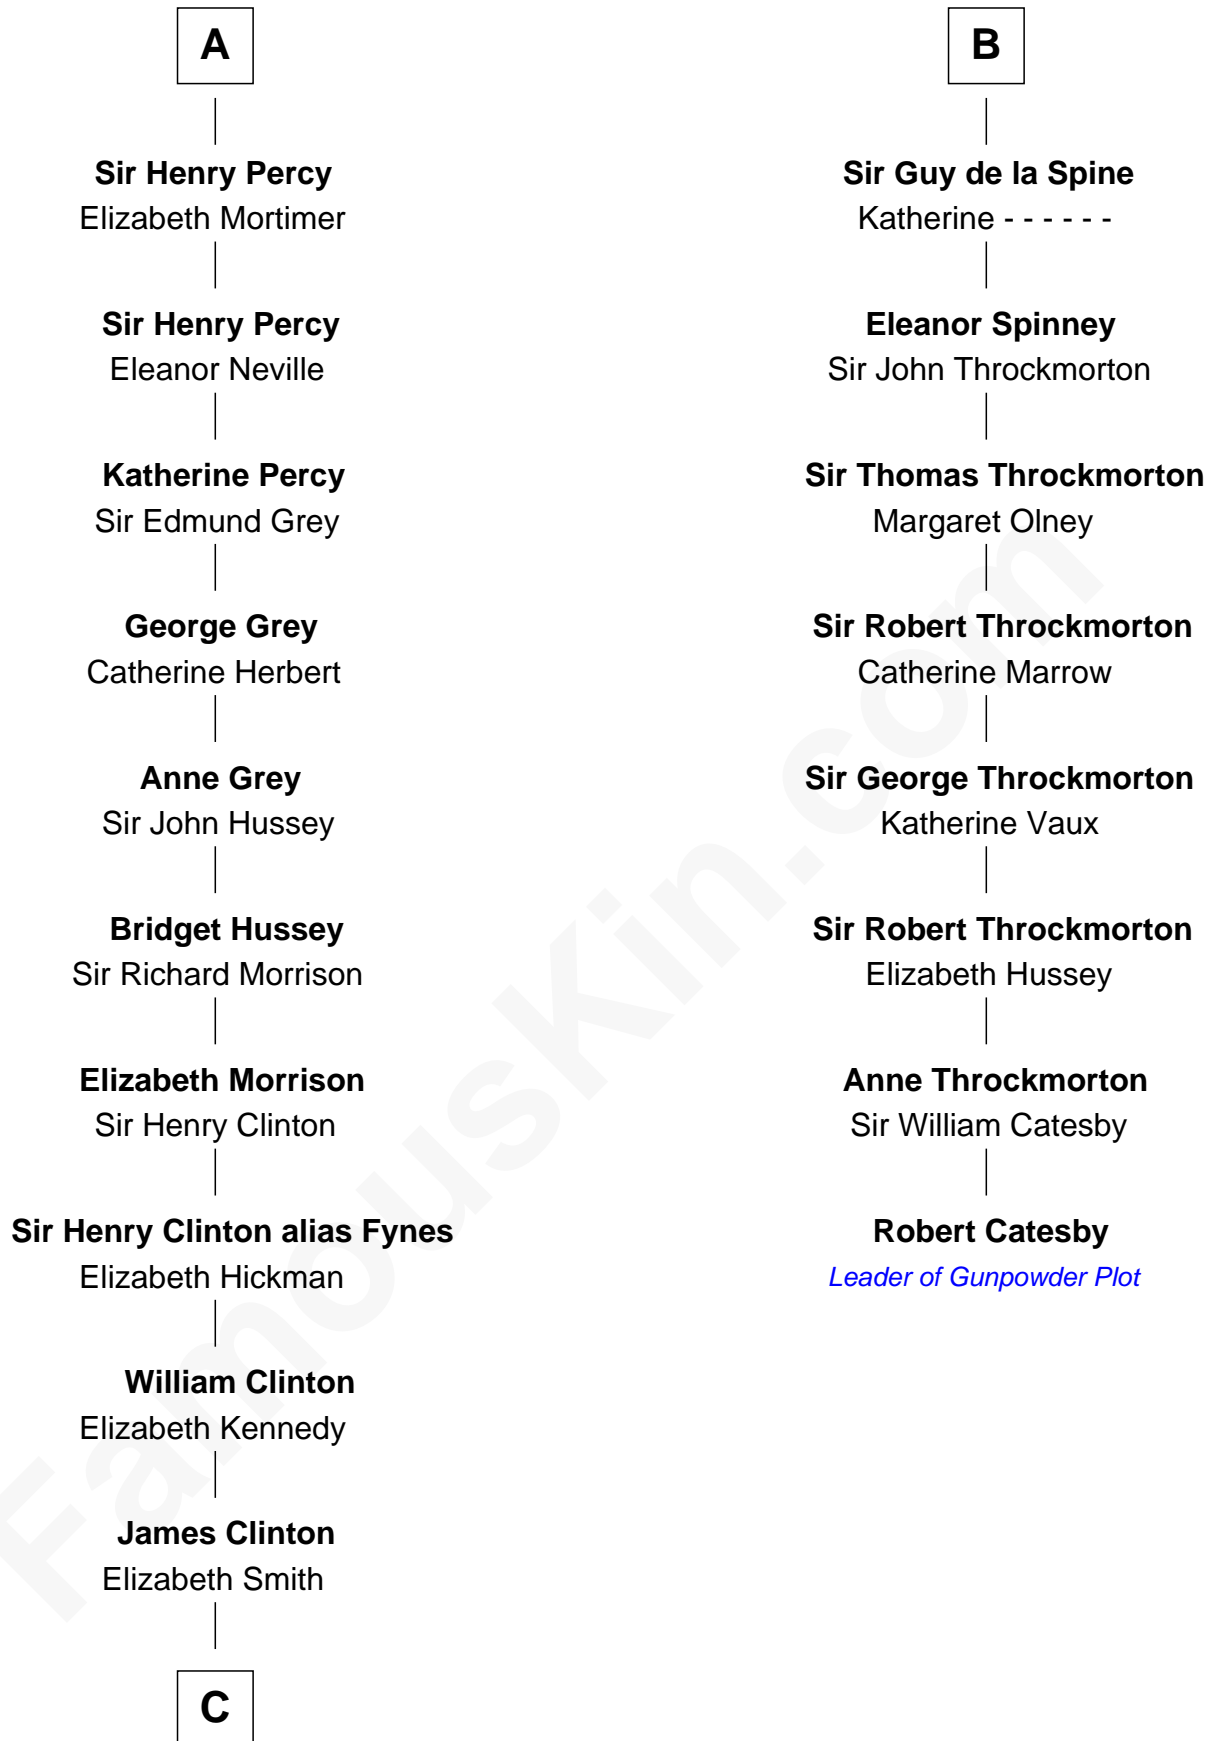 A
Sir Henry Percy
Elizabeth Mortimer
Sir Henry Percy
Eleanor Neville
Katherine Percy
Sir Edmund Grey
George Grey
Catherine Herbert
Anne Grey
Sir John Hussey
Bridget Hussey
Sir Richard Morrison
Elizabeth Morrison
Sir Henry Clinton
Sir Henry Clinton alias Fynes
Elizabeth Hickman
William Clinton
Elizabeth Kennedy
James Clinton
Elizabeth Smith
C
B
Sir Guy de la Spine
Katherine - - - - - -
Eleanor Spinney
Sir John Throckmorton
Sir Thomas Throckmorton
Margaret Olney
Sir Robert Throckmorton
Catherine Marrow
Sir George Throckmorton
Katherine Vaux
Sir Robert Throckmorton
Elizabeth Hussey
Anne Throckmorton
Sir William Catesby
Robert Catesby
Leader of Gunpowder Plot
FamousKin.com